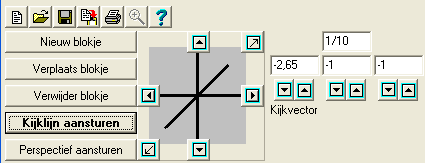 Nieuw blokje
1/10
Verplaats blokje
-2,65 -1 -1
Verwijder blokje
Kijkvector
Kijklijn aansturen
Perspectief aansturen